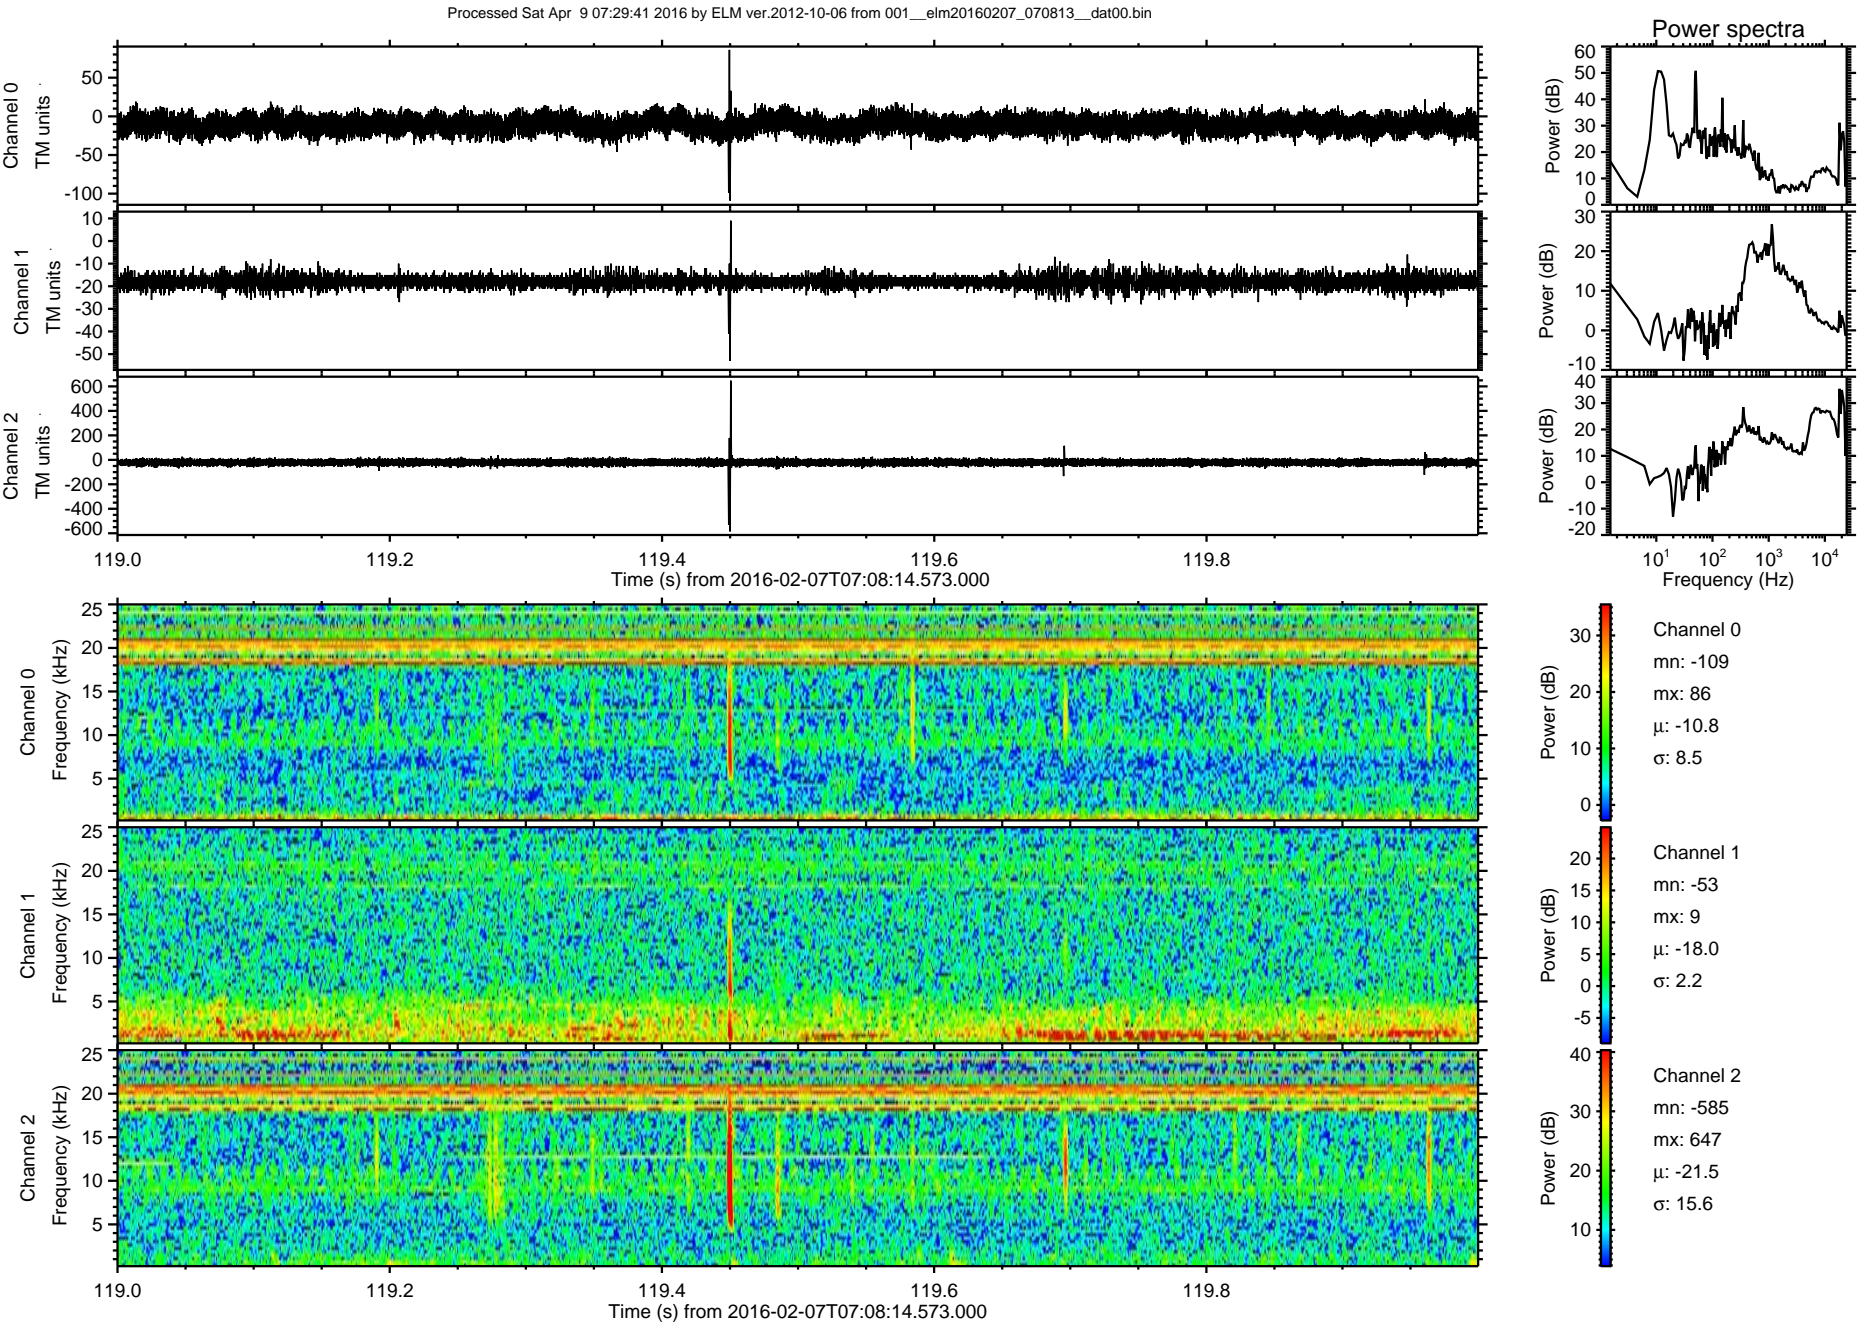 Processed Sat Apr  9 07:29:41 2016 by ELM ver.2012-10-06 from 001__elm20160207_070813__dat00.bin
Power spectra
Channel 0
TM units
50
0
-50
-100
Power (dB)
60
50
40
30
20
10
0
Channel 1
TM units
10
0
-10
-20
-30
-40
-50
Power (dB)
30
20
10
0
-10
Channel 2
TM units
600
400
200
0
-200
-400
-600
Power (dB)
40
30
20
10
0
-10
-20
119.0 119.2 119.4 119.6 119.8
Time (s) from 2016-02-07T07:08:14.573.000
10¹ 10² 10³ 10⁴
Frequency (Hz)
Channel 0
Frequency (kHz)
25
20
15
10
5
Power (dB)
30
20
10
0
Channel 0
mn: -109
mx: 86
μ: -10.8
σ: 8.5
Channel 1
Frequency (kHz)
25
20
15
10
5
Power (dB)
20
15
10
5
0
-5
Channel 1
mn: -53
mx: 9
μ: -18.0
σ: 2.2
Channel 2
Frequency (kHz)
25
20
15
10
5
Power (dB)
40
30
20
10
Channel 2
mn: -585
mx: 647
μ: -21.5
σ: 15.6
119.0 119.2 119.4 119.6 119.8
Time (s) from 2016-02-07T07:08:14.573.000